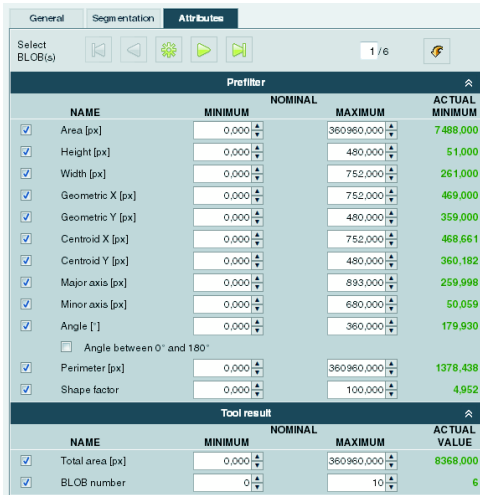 General Segmentation Attributes
Select BLOB(s) 1 /6
Prefilter
NOMINAL ACTUAL
NAME MINIMUM MAXIMUM MINIMUM
Area [px] 0,000 360960,000 7488,000
Height [px] 0,000 480,000 51,000
Width [px] 0,000 752,000 261,000
Geometric X [px] 0,000 752,000 469,000
Geometric Y [px] 0,000 480,000 359,000
Centroid X [px] 0,000 752,000 468,661
Centroid Y [px] 0,000 480,000 360,182
Major axis [px] 0,000 893,000 259,998
Minor axis [px] 0,000 680,000 50,059
Angle [°] 0,000 360,000 179,930
Angle between 0° and 180°
Perimeter [px] 0,000 360960,000 1378,438
Shape factor 0,000 100,000 4,952
Tool result
NOMINAL ACTUAL
NAME MINIMUM MAXIMUM VALUE
Total area [px] 0,000 360960,000 8368,000
BLOB number 0 10 6